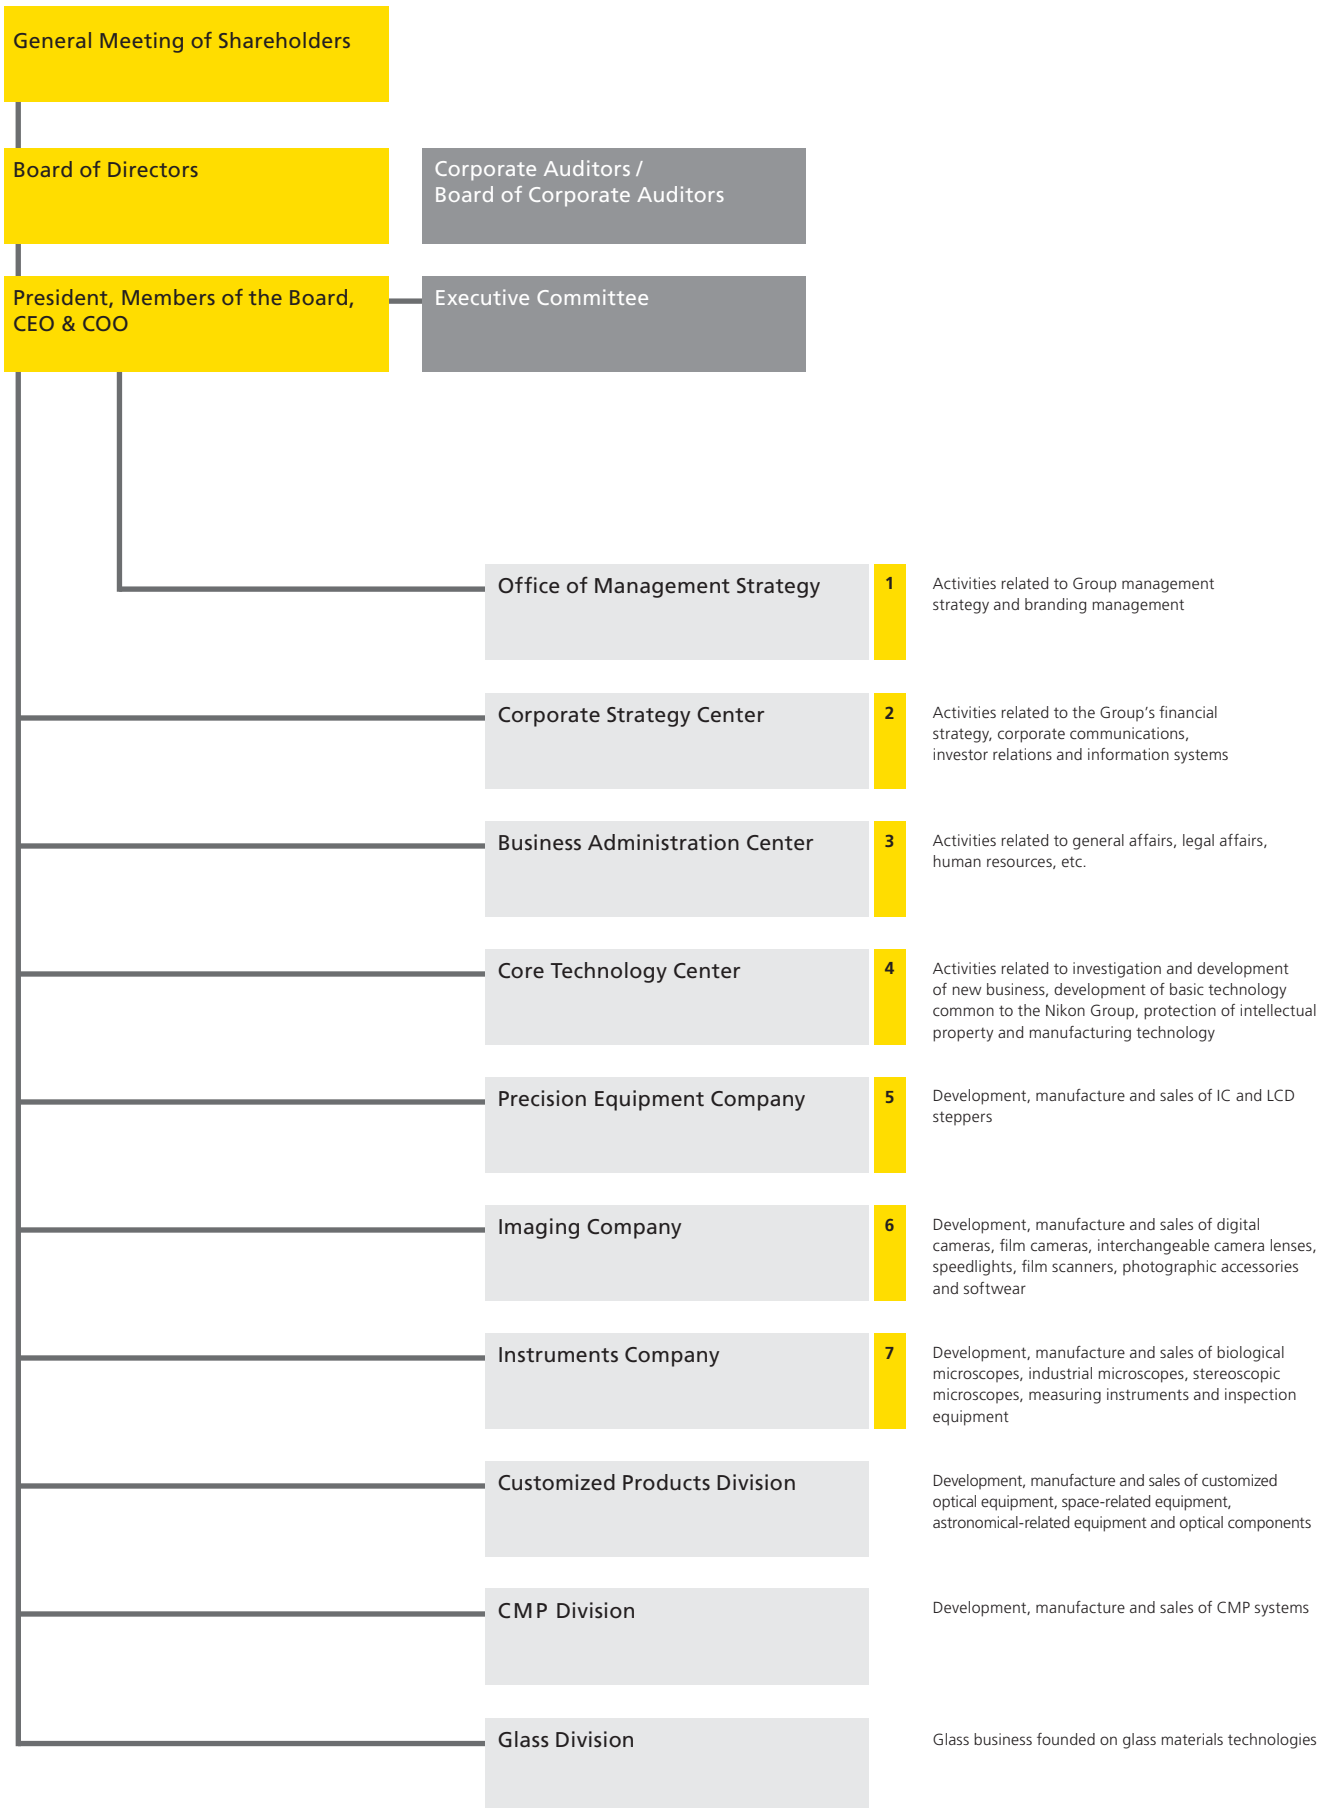 General Meeting of Shareholders
Board of Directors
Corporate Auditors /
Board of Corporate Auditors
President, Members of the Board,
CEO & COO
Executive Committee
Office of Management Strategy
1
Activities related to Group management
strategy and branding management
Corporate Strategy Center
2
Activities related to the Group’s financial
strategy, corporate communications,
investor relations and information systems
Business Administration Center
3
Activities related to general affairs, legal affairs,
human resources, etc.
Core Technology Center
4
Activities related to investigation and development
of new business, development of basic technology
common to the Nikon Group, protection of intellectual
property and manufacturing technology
Precision Equipment Company
5
Development, manufacture and sales of IC and LCD
steppers
Imaging Company
6
Development, manufacture and sales of digital
cameras, film cameras, interchangeable camera lenses,
speedlights, film scanners, photographic accessories
and softwear
Instruments Company
7
Development, manufacture and sales of biological
microscopes, industrial microscopes, stereoscopic
microscopes, measuring instruments and inspection
equipment
Customized Products Division
Development, manufacture and sales of customized
optical equipment, space-related equipment,
astronomical-related equipment and optical components
CMP Division
Development, manufacture and sales of CMP systems
Glass Division
Glass business founded on glass materials technologies